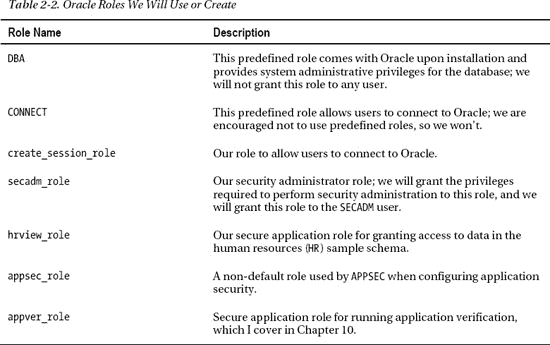 Table 2-2. Oracle Roles We Will Use or Create
Role Name Description
DBA This predefined role comes with Oracle upon installation and
provides system administrative privileges for the database; we
will not grant this role to any user.
CONNECT This predefined role allows users to connect to Oracle; we are
encouraged not to use predefined roles, so we won't.
create_session_role Our role to allow users to connect to Oracle.
secadm_role Our security administrator role; we will grant the privileges
required to perform security administration to this role, and we
will grant this role to the SECADM user.
hrview_role Our secure application role for granting access to data in the
human resources (HR) sample schema.
appsec_role A non-default role used by APPSEC when configuring application
security.
appver_role Secure application role for running application verification,
which I cover in Chapter 10.